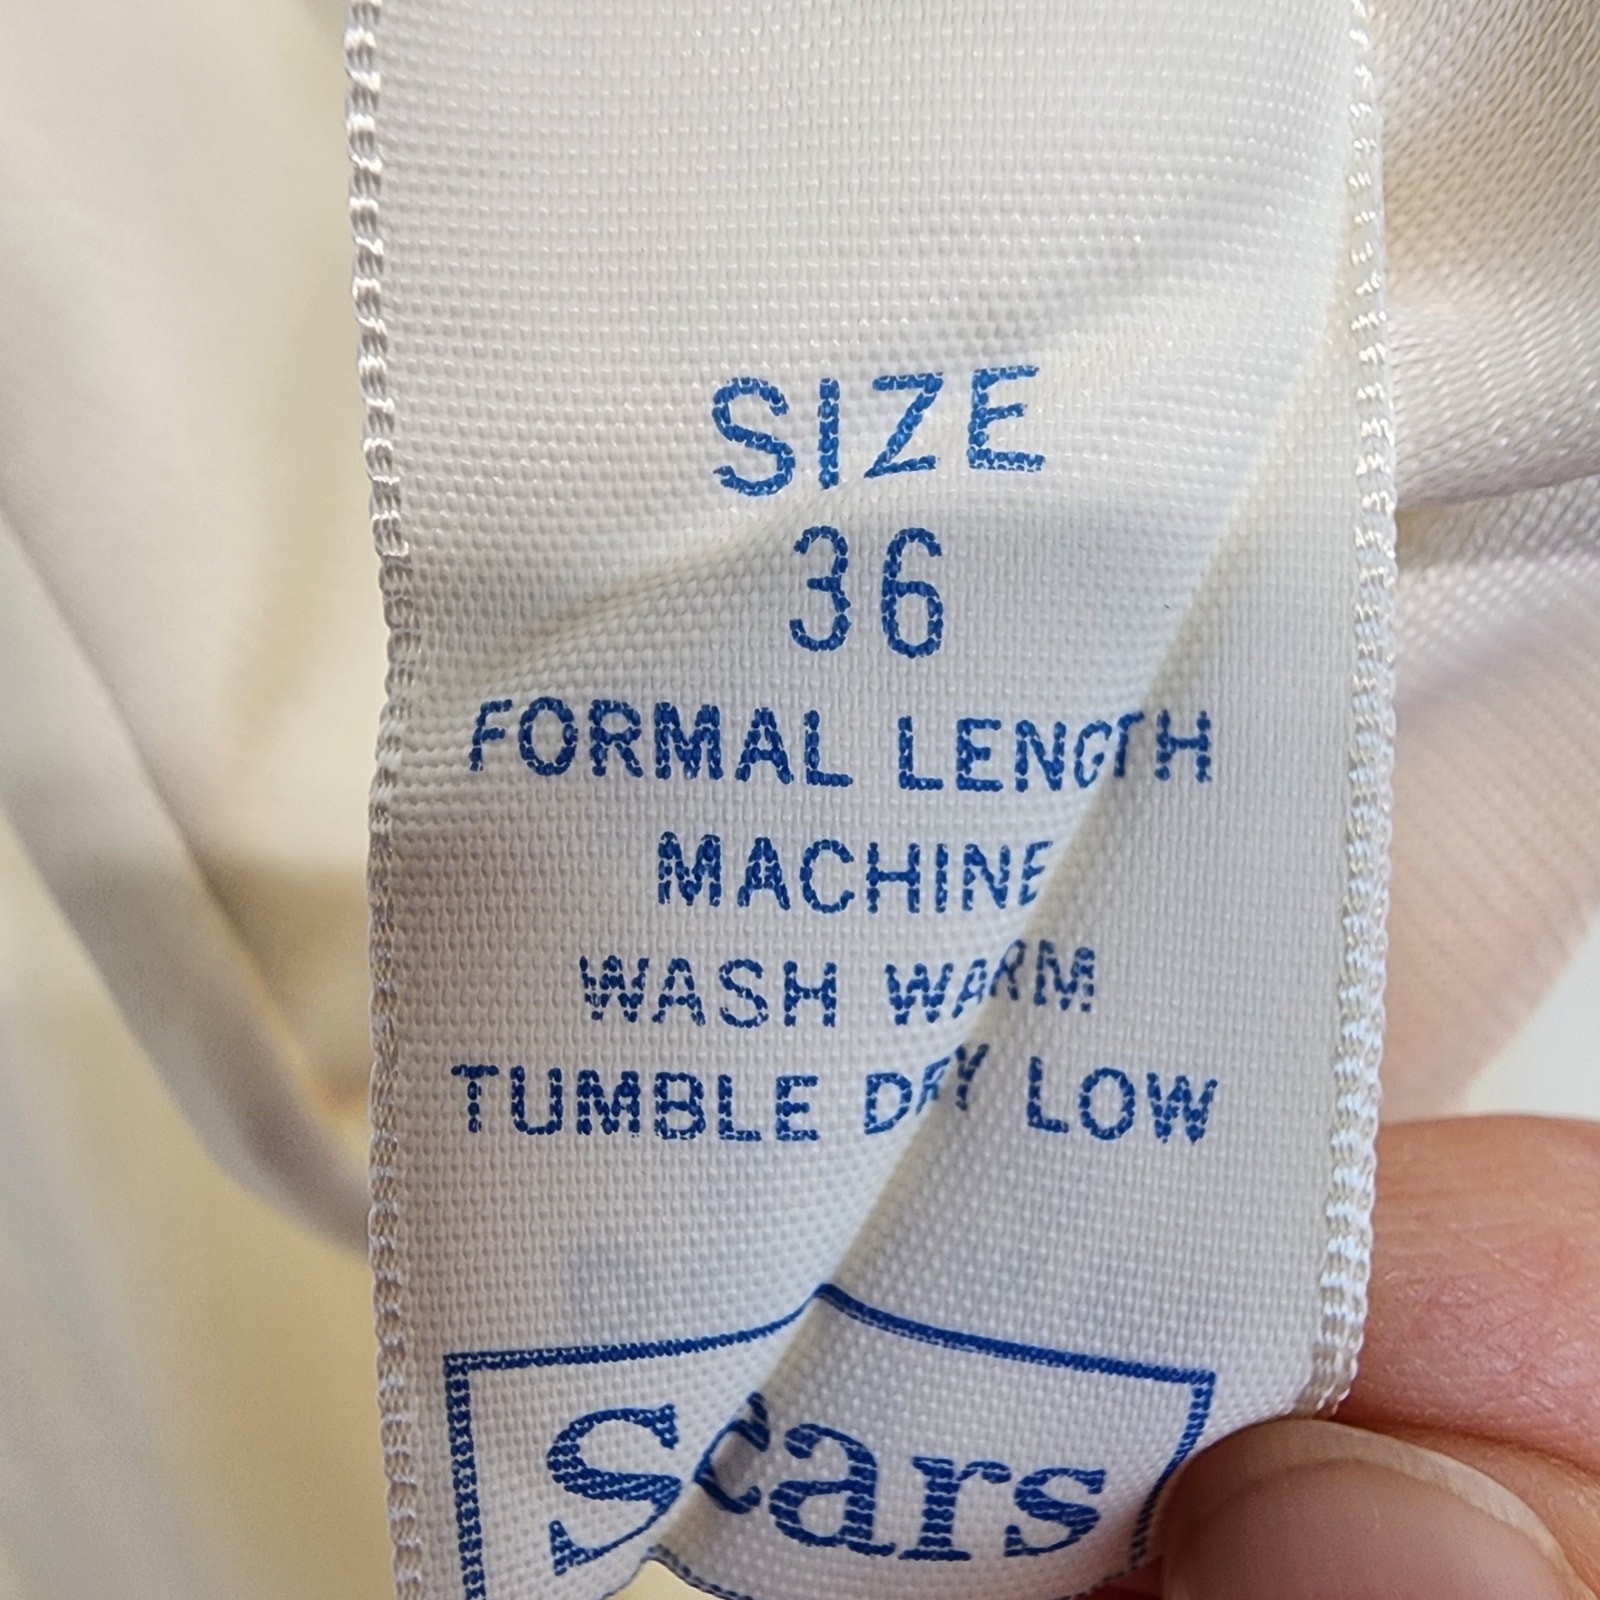 SIZE
36
FORMAL LENGTH
MACHINE
WASH WARM
TUMBLE DRY LOW
Sears